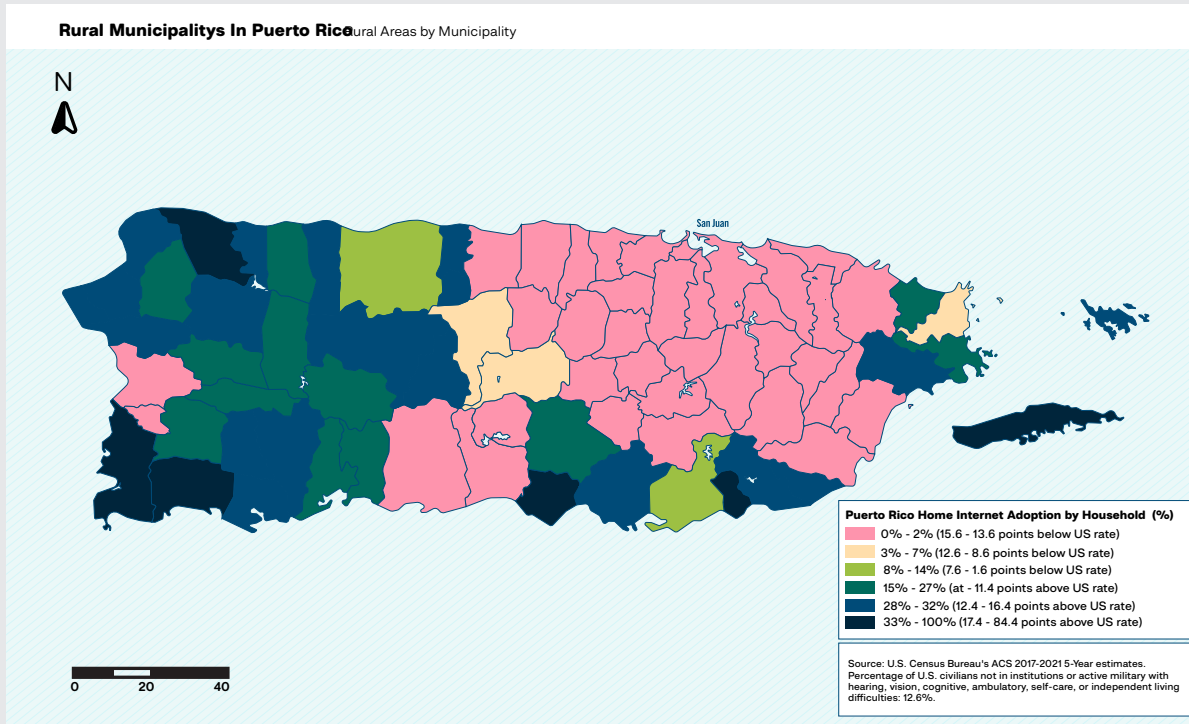 Rural Municipalitys In Puerto Rico
ural Areas by Municipality
N
San Juan
Puerto Rico Home Internet Adoption by Household (%)
0% - 2% (15.6 - 13.6 points below US rate)
3% - 7% (12.6 - 8.6 points below US rate)
8% - 14% (7.6 - 1.6 points below US rate)
15% - 27% (at - 11.4 points above US rate)
28% - 32% (12.4 - 16.4 points above US rate)
33% - 100% (17.4 - 84.4 points above US rate)
Source: U.S. Census Bureau's ACS 2017-2021 5-Year estimates.
Percentage of U.S. civilians not in institutions or active military with
hearing, vision, cognitive, ambulatory, self-care, or independent living
difficulties: 12.6%.
0 20 40